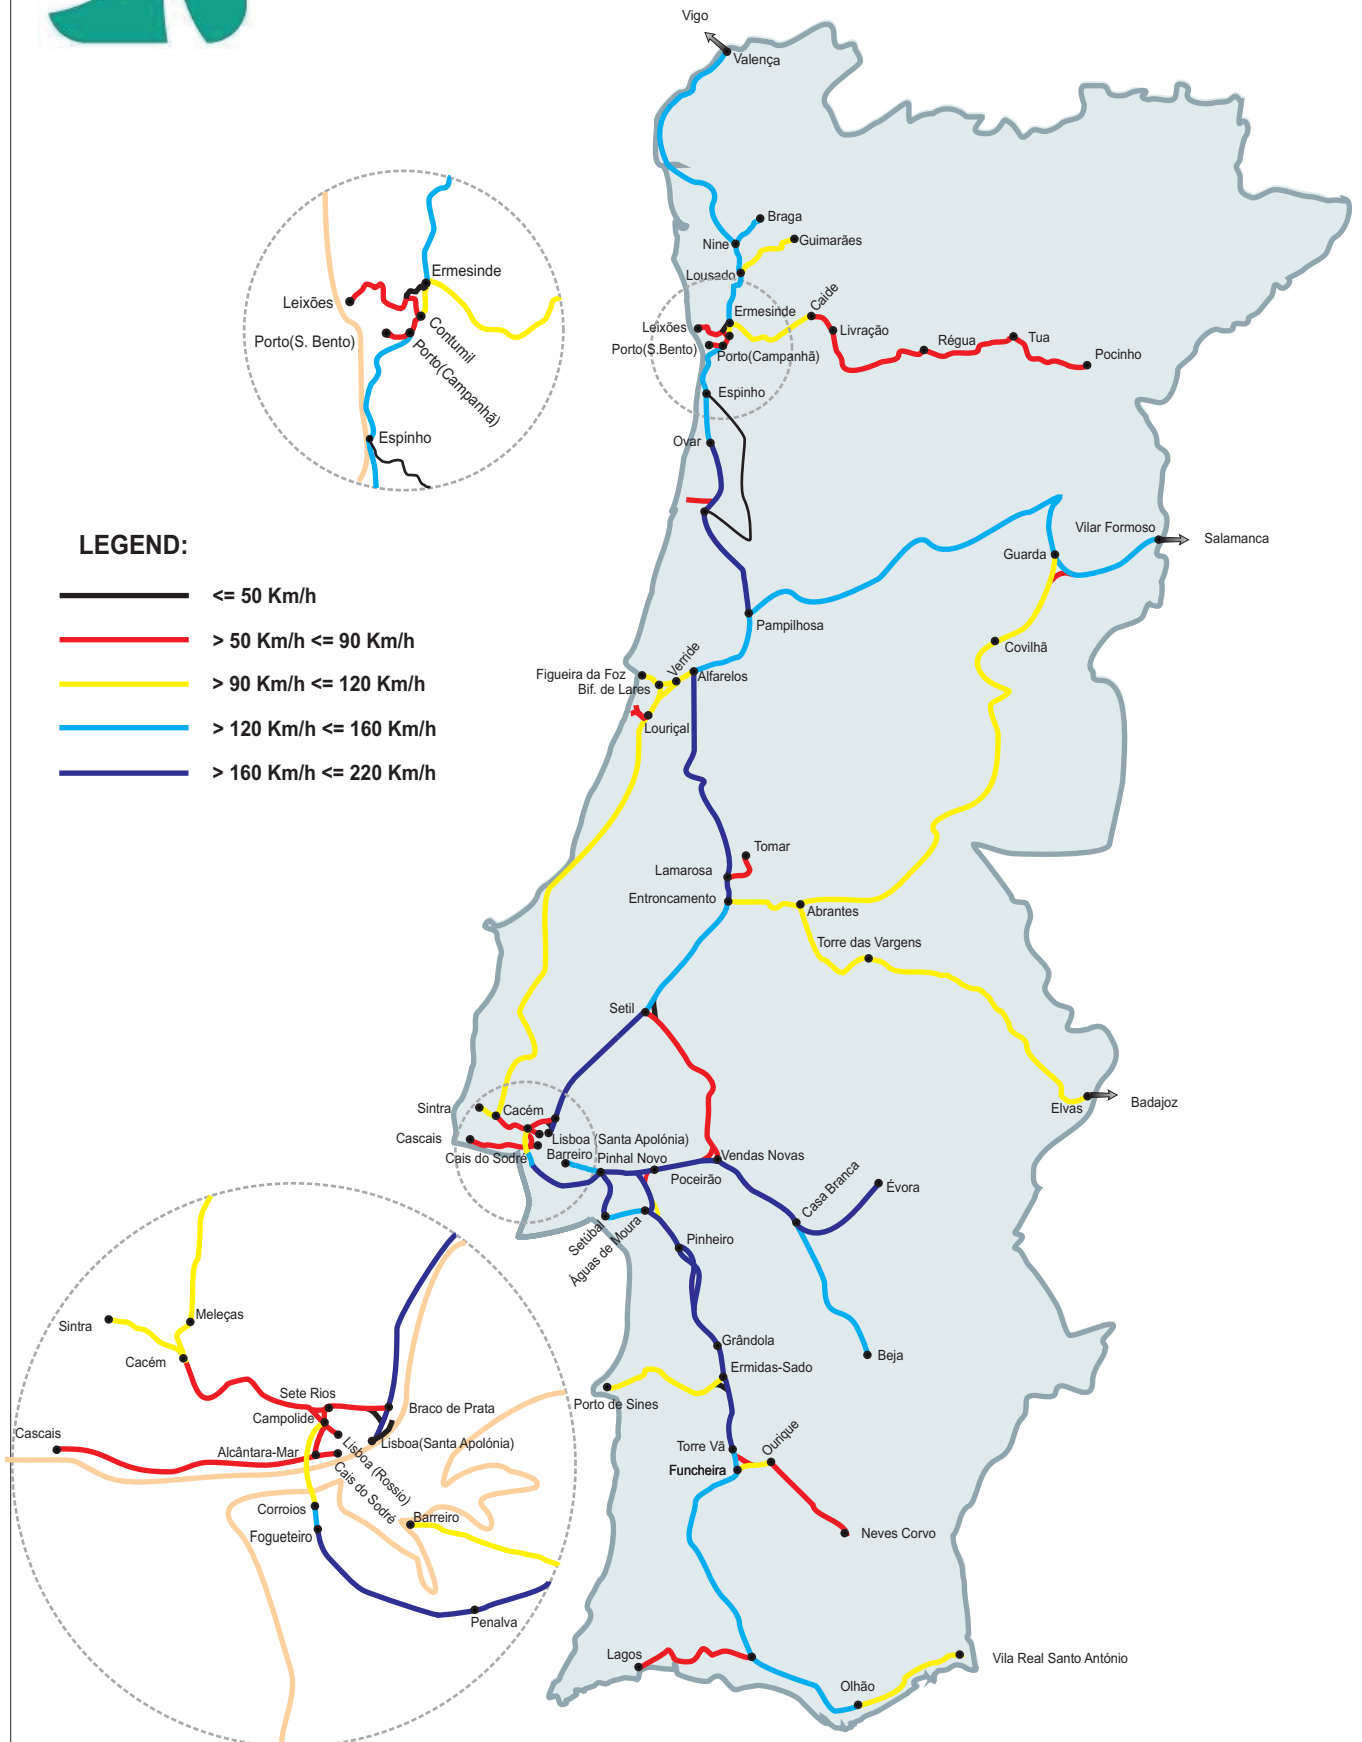 Vigo
Valença
Braga
Guimarães
Nine
Lousado
Ermesinde
Caide
Leixões
Livração
Régua
Tua
Pocinho
Porto(S.Bento)
Porto(Campanhã)
Espinho
Ovar
Ermesinde
Leixões
Contumil
Porto(S. Bento)
Porto(Campanhã)
Espinho
LEGEND:
<= 50 Km/h
> 50 Km/h <= 90 Km/h
> 90 Km/h <= 120 Km/h
> 120 Km/h <= 160 Km/h
> 160 Km/h <= 220 Km/h
Vilar Formoso
Salamanca
Guarda
Pampilhosa
Covilhã
Verride
Figueira da Foz
Alfarelos
Bif. de Lares
Louriçal
Tomar
Lamarosa
Entroncamento
Abrantes
Torre das Vargens
Setil
Elvas
Badajoz
Sintra
Cacém
Cascais
Lisboa (Santa Apolónia)
Cais do Sodré
Barreiro
Pinhal Novo
Vendas Novas
Poceirão
Casa Branca
Évora
Setúbal
Águas de Moura
Pinheiro
Grândola
Beja
Ermidas-Sado
Porto de Sines
Torre Vã
Ourique
Funcheira
Neves Corvo
Lagos
Olhão
Vila Real Santo António
Meleças
Sintra
Cacém
Sete Rios
Campolide
Braco de Prata
Cascais
Alcântara-Mar
Lisboa(Santa Apolónia)
Lisboa (Rossio)
Cais do Sodré
Corroios
Barreiro
Fogueteiro
Penalva